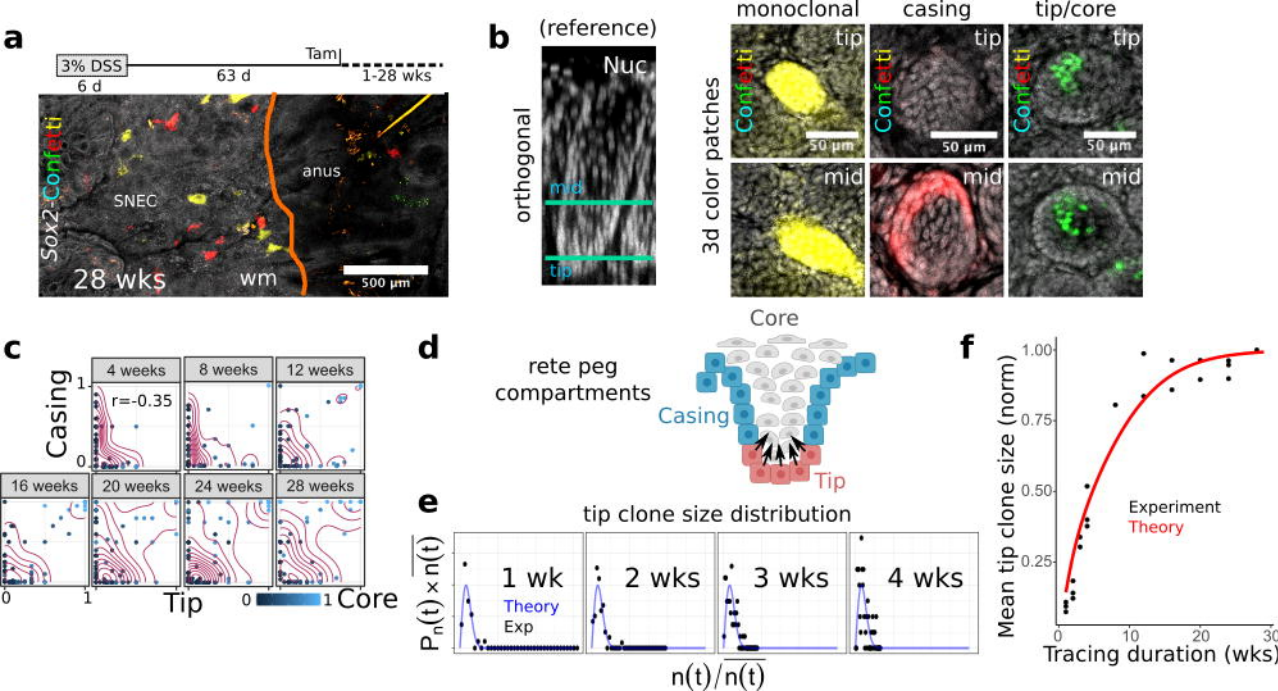 a
3% DSS
6 d
63 d
Tam
1-28 wks
Sox2-Confetti
SNEC
anus
28 wks
wm
500 µm
b
(reference)
orthogonal
Nuc
mid
tip
monoclonal
casing
tip/core
3d color patches
Confetti
tip
50 µm
Confetti
tip
50 µm
Confetti
tip
50 µm
mid
mid
mid
c
Casing
4 weeks
8 weeks
12 weeks
1
r=-0.35
0
16 weeks
20 weeks
24 weeks
28 weeks
0
1
Tip
0
1
Core
d
rete peg
compartments
Core
Casing
Tip
e
tip clone size distribution
Pn(t) × n(t)
1 wk
2 wks
3 wks
4 wks
Theory
Exp
n(t)/n(t)
f
Mean tip clone size (norm)
1.00
0.75
0.50
0.25
Experiment
Theory
0
10
20
30
Tracing duration (wks)